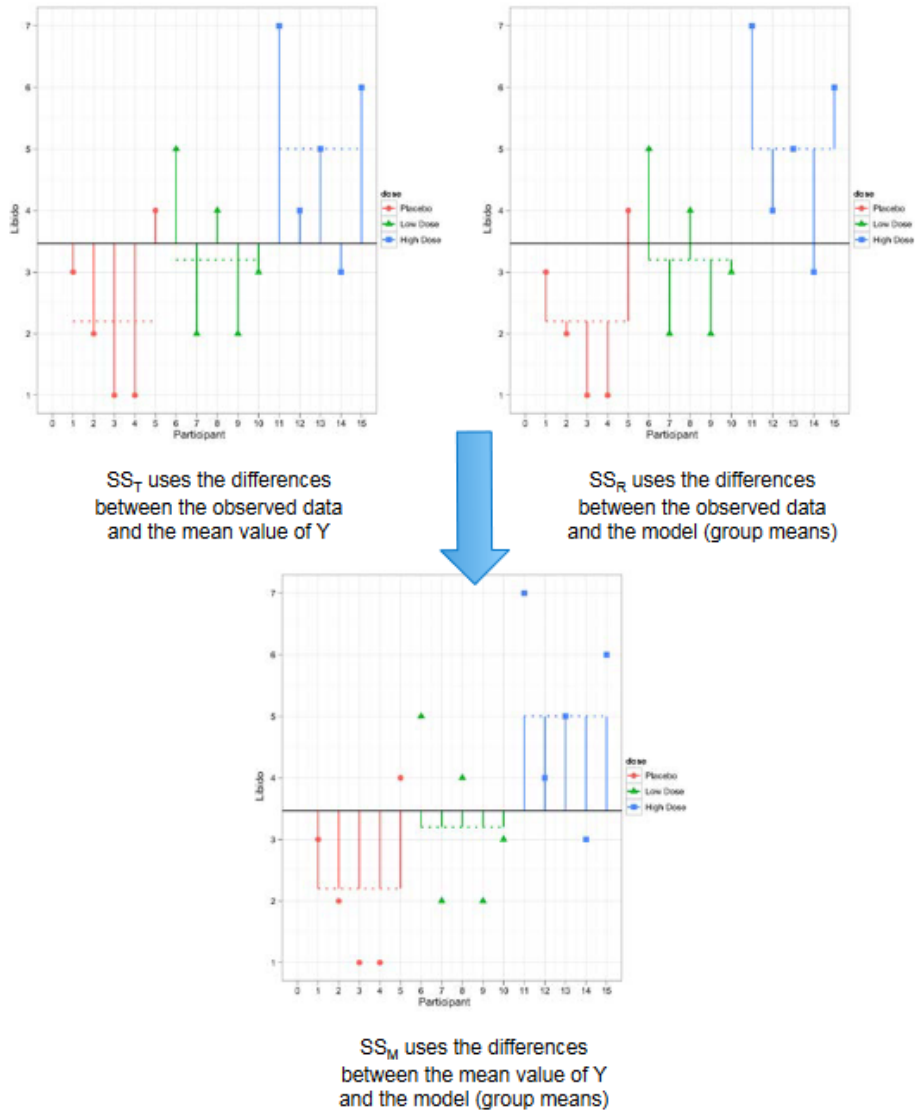 7
6
5
4
3
2
1
Libido
0 1 2 3 4 5 6 7 8 9 10 11 12 13 14 15
Participant
dose
Placebo
Low Dose
High Dose
7
6
5
4
3
2
1
Libido
0 1 2 3 4 5 6 7 8 9 10 11 12 13 14 15
Participant
dose
Placebo
Low Dose
High Dose
SST uses the differences
between the observed data
and the mean value of Y
SSR uses the differences
between the observed data
and the model (group means)
7
6
5
4
3
2
1
Libido
0 1 2 3 4 5 6 7 8 9 10 11 12 13 14 15
Participant
dose
Placebo
Low Dose
High Dose
SSM uses the differences
between the mean value of Y
and the model (group means)